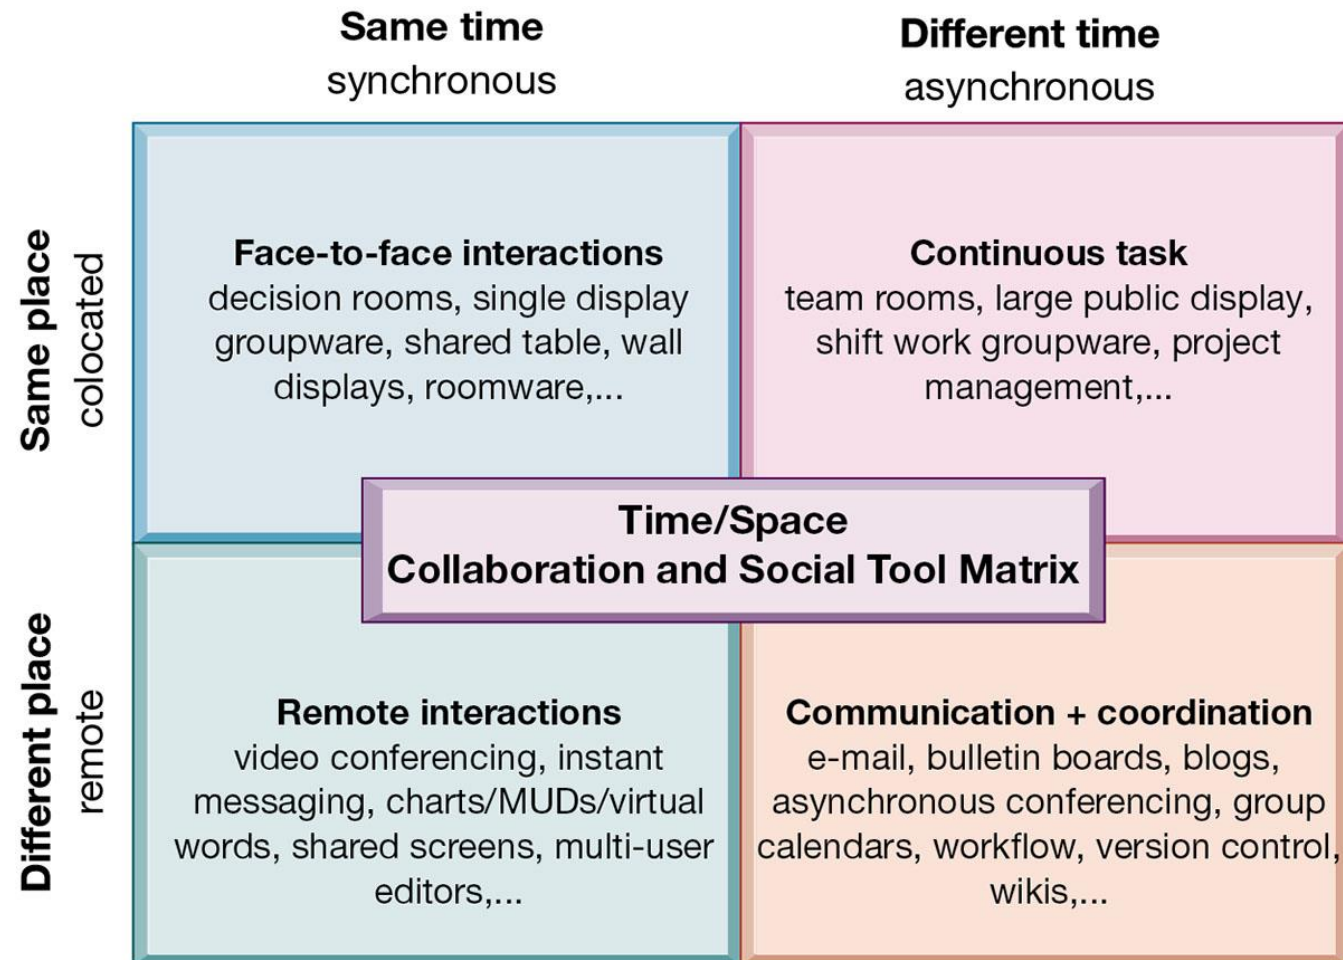 Same time
synchronous
Different time
asynchronous
Same place
colocated
Face-to-face interactions
decision rooms, single display
groupware, shared table, wall
displays, roomware,...
Continuous task
team rooms, large public display,
shift work groupware, project
management,...
Time/Space
Collaboration and Social Tool Matrix
Different place
remote
Remote interactions
video conferencing, instant
messaging, charts/MUDs/virtual
words, shared screens, multi-user
editors,...
Communication + coordination
e-mail, bulletin boards, blogs,
asynchronous conferencing, group
calendars, workflow, version control,
wikis,...